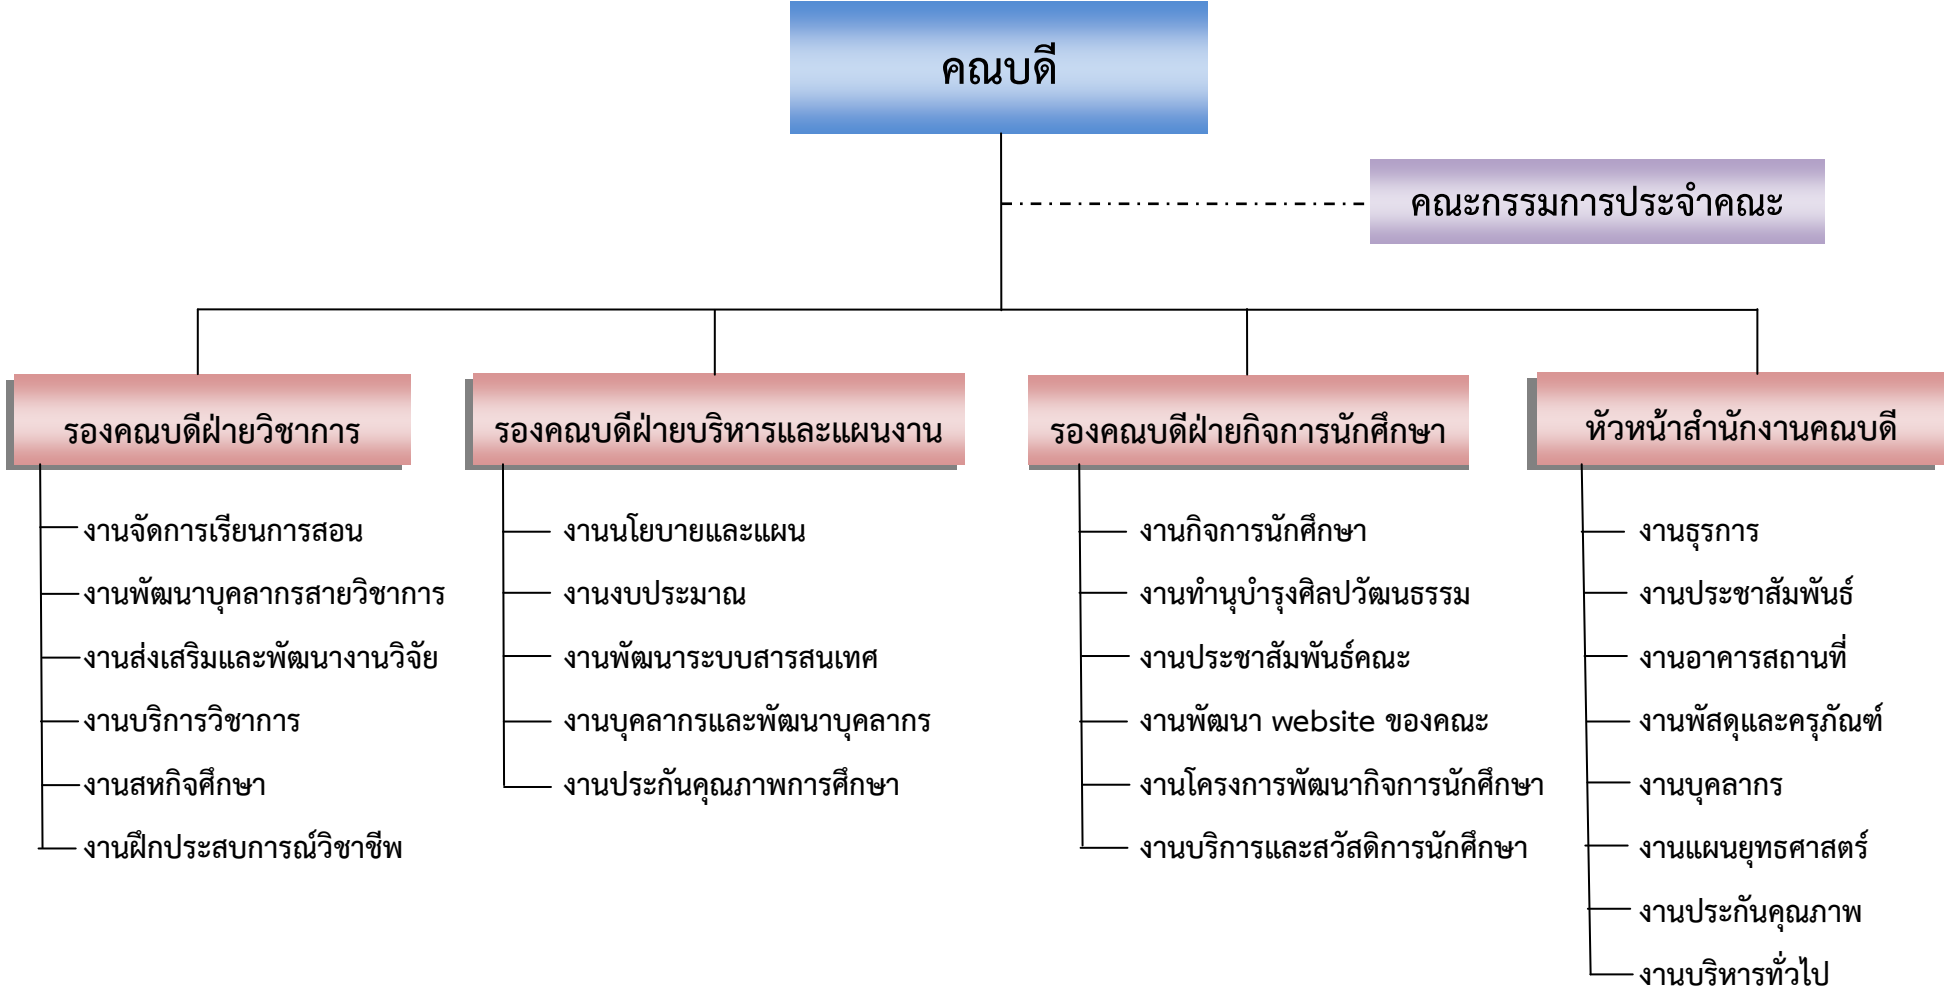 คณบดี
คณะกรรมการประจำคณะ
รองคณบดีฝ่ายวิชาการ
งานจัดการเรียนการสอน
งานพัฒนาบุคลากรสายวิชาการ
งานส่งเสริมและพัฒนางานวิจัย
งานบริการวิชาการ
งานสหกิจศึกษา
งานฝึกประสบการณ์วิชาชีพ
รองคณบดีฝ่ายบริหารและแผนงาน
งานนโยบายและแผน
งานงบประมาณ
งานพัฒนาระบบสารสนเทศ
งานบุคลากรและพัฒนาบุคลากร
งานประกันคุณภาพการศึกษา
รองคณบดีฝ่ายกิจการนักศึกษา
งานกิจการนักศึกษา
งานทำนุบำรุงศิลปวัฒนธรรม
งานประชาสัมพันธ์คณะ
งานพัฒนา website ของคณะ
งานโครงการพัฒนากิจการนักศึกษา
งานบริการและสวัสดิการนักศึกษา
หัวหน้าสำนักงานคณบดี
งานธุรการ
งานประชาสัมพันธ์
งานอาคารสถานที่
งานพัสดุและครุภัณฑ์
งานบุคลากร
งานแผนยุทธศาสตร์
งานประกันคุณภาพ
งานบริหารทั่วไป